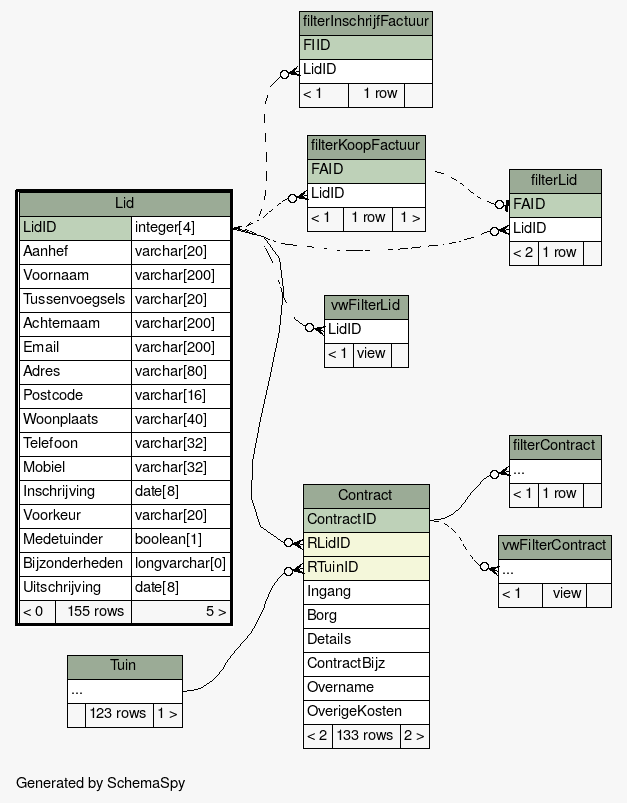 filterInschrijfFactuur
FIID
LidID
< 1 1 row
filterKoopFactuur
FAID
LidID
< 1 1 row 1 >
filterLid
FAID
LidID
< 2 1 row
Lid
LidID integer[4]
Aanhef varchar[20]
Voornaam varchar[200]
Tussenvoegsels varchar[20]
Achternaam varchar[200]
Email varchar[200]
Adres varchar[80]
Postcode varchar[16]
Woonplaats varchar[40]
Telefoon varchar[32]
Mobiel varchar[32]
Inschrijving date[8]
Voorkeur varchar[20]
Medetuinder boolean[1]
Bijzonderheden longvarchar[0]
Uitschrijving date[8]
< 0 155 rows 5 >
vwFilterLid
LidID
< 1 view
filterContract
...
< 1 1 row
Contract
ContractID
RLidID
RTuinID
Ingang
Borg
Details
ContractBijz
Overname
OverigeKosten
< 2 133 rows 2 >
vwFilterContract
...
< 1 view
Tuin
...
123 rows 1 >
Generated by SchemaSpy